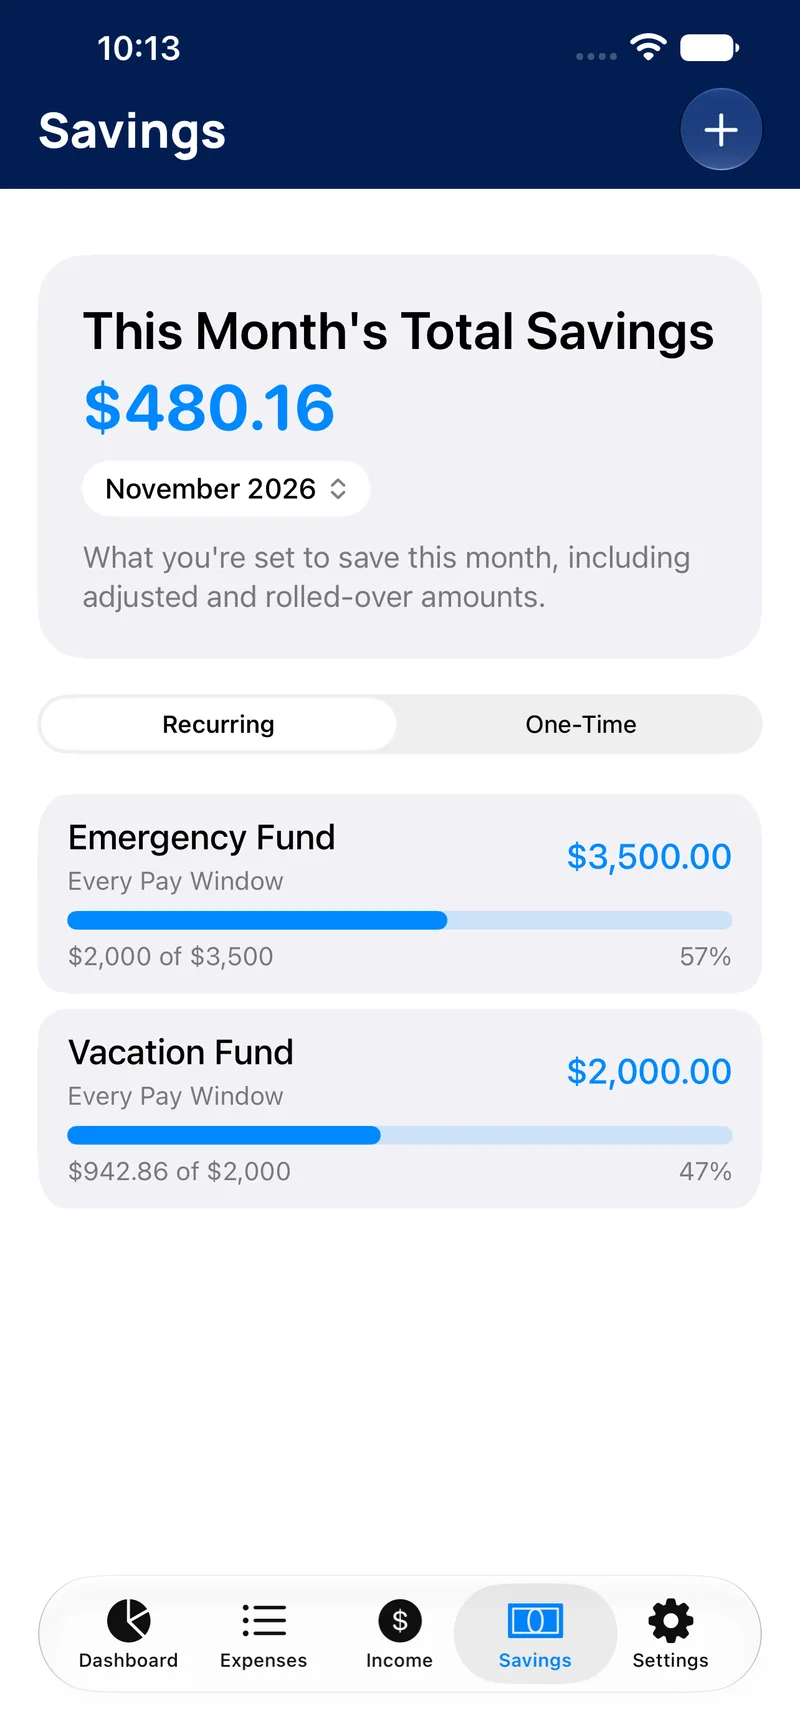 10:13
Savings
This Month's Total Savings
$480.16
November 2026
What you're set to save this month, including
adjusted and rolled-over amounts.
Recurring
One-Time
Emergency Fund
$3,500.00
Every Pay Window
$2,000 of $3,500
57%
Vacation Fund
$2,000.00
Every Pay Window
$942.86 of $2,000
47%
Dashboard
Expenses
Income
Savings
Settings